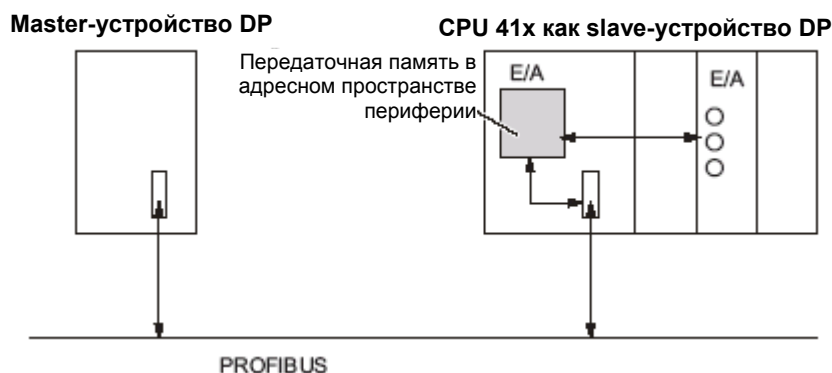 Master-устройство DP
CPU 41x как slave-устройство DP
Передаточная память в
адресном пространстве
периферии
E/A
E/A
PROFIBUS